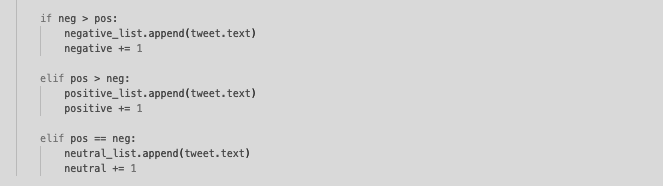 if neg > pos:
negative_list.append(tweet.text)
negative += 1
elif pos > neg:
positive_list.append(tweet.text)
positive += 1
elif pos == neg:
neutral_list.append(tweet.text)
neutral += 1